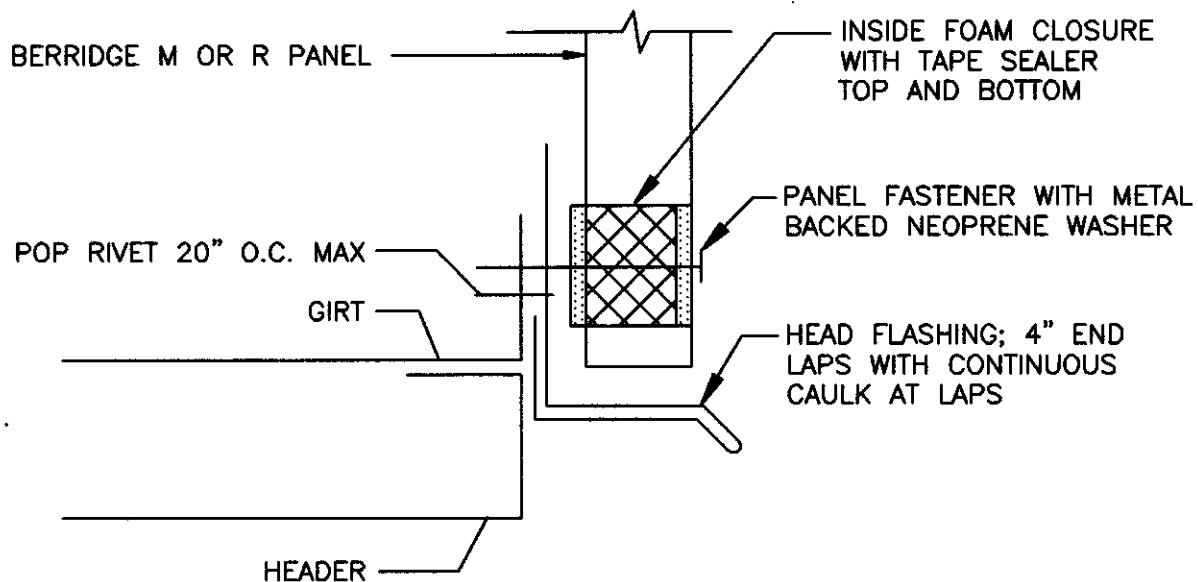 BERRIDGE M OR R PANEL
INSIDE FOAM CLOSURE
WITH TAPE SEALER
TOP AND BOTTOM
PANEL FASTENER WITH METAL
BACKED NEOPRENE WASHER
POP RIVET 20" O.C. MAX
GIRT
HEAD FLASHING; 4" END
LAPS WITH CONTINUOUS
CAULK AT LAPS
HEADER